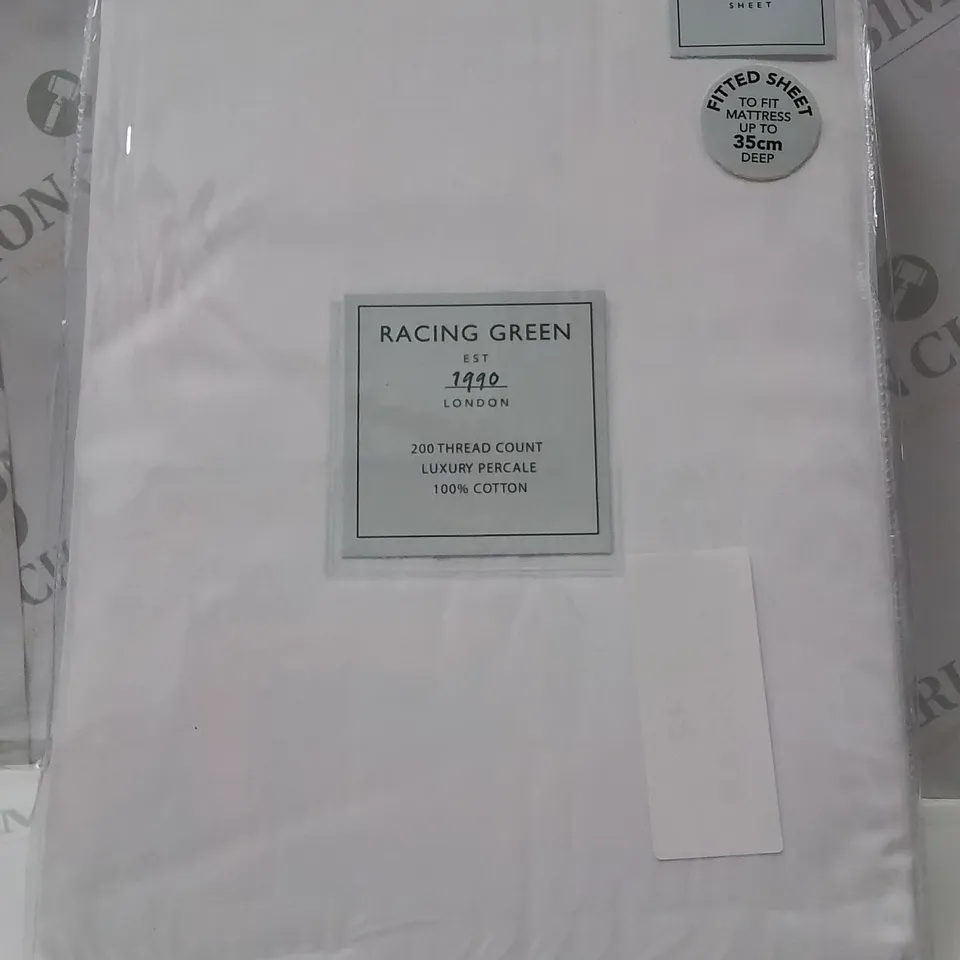 SHEET
FITTED SHEET
TO FIT
MATTRESS
UP TO
35cm
DEEP
RACING GREEN
EST
1990
LONDON
200 THREAD COUNT
LUXURY PERCALE
100% COTTON